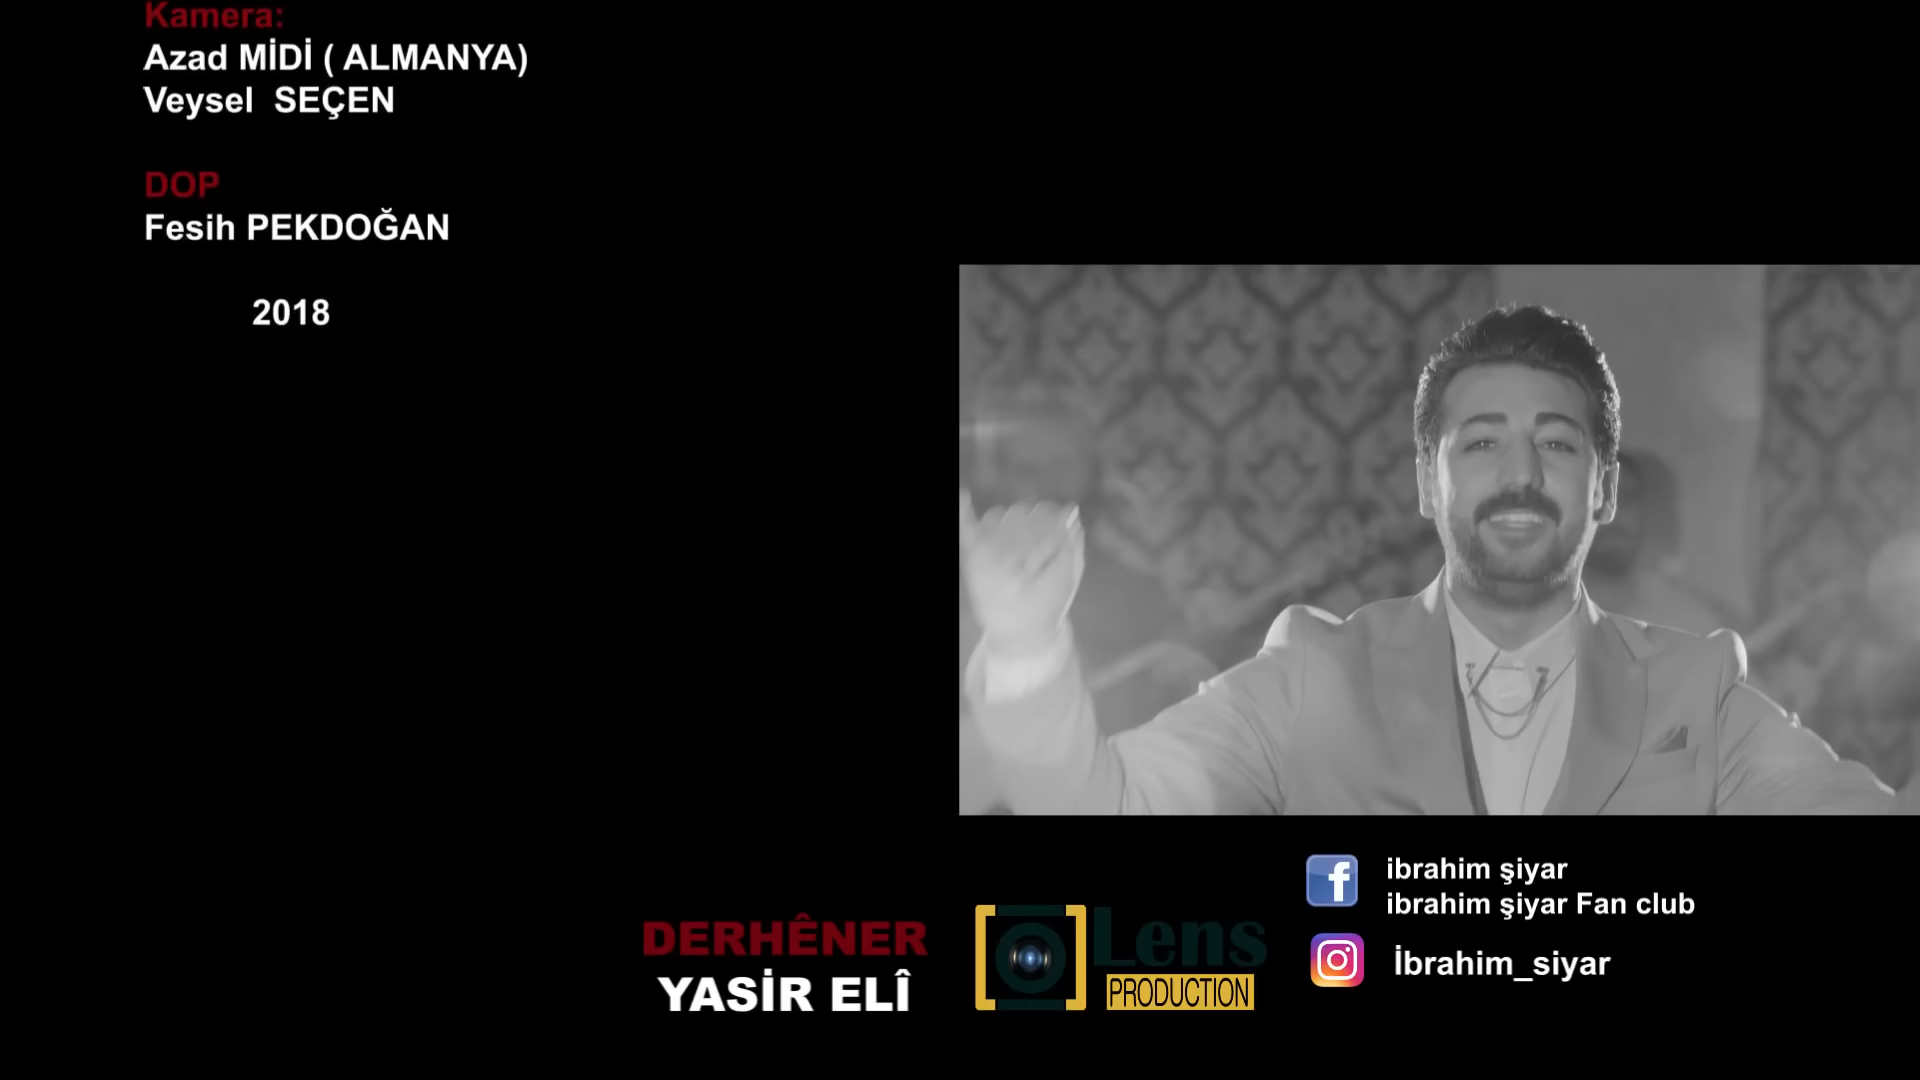 Kamera:
Azad MİDİ ( ALMANYA)
Veysel SEÇEN
DOP
Fesih PEKDOĞAN
2018
DERHÊNER
YASİR ELÎ
Lens
PRODUCTION
ibrahim şiyar
ibrahim şiyar Fan club
İbrahim_siyar